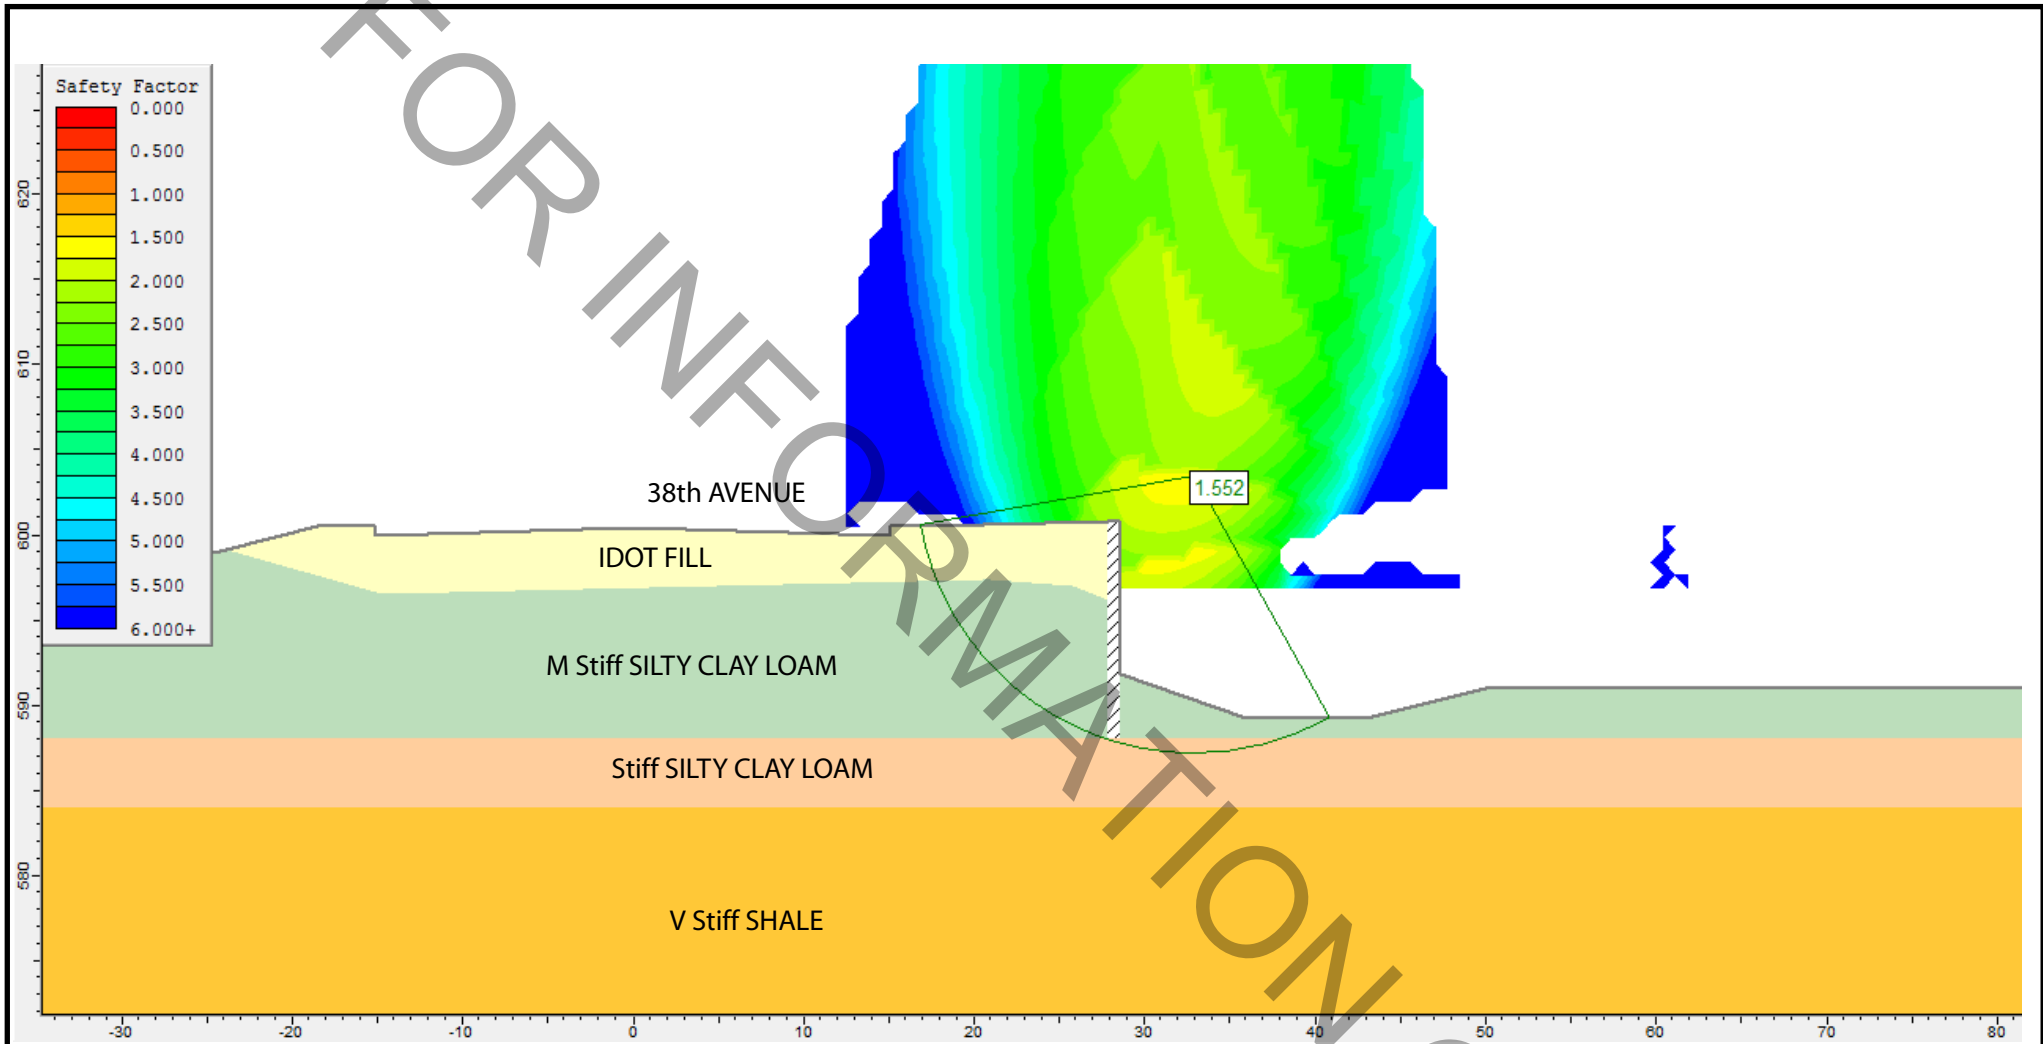 FOR INFORMATION
Safety Factor
0.000
0.500
1.000
1.500
2.000
2.500
3.000
3.500
4.000
4.500
5.000
5.500
6.000+
620
610
600
590
580
1.552
38th AVENUE
IDOT FILL
M Stiff SILTY CLAY LOAM
Stiff SILTY CLAY LOAM
V Stiff SHALE
-30 -20 -10 0 10 20 30 40 50 60 70 80